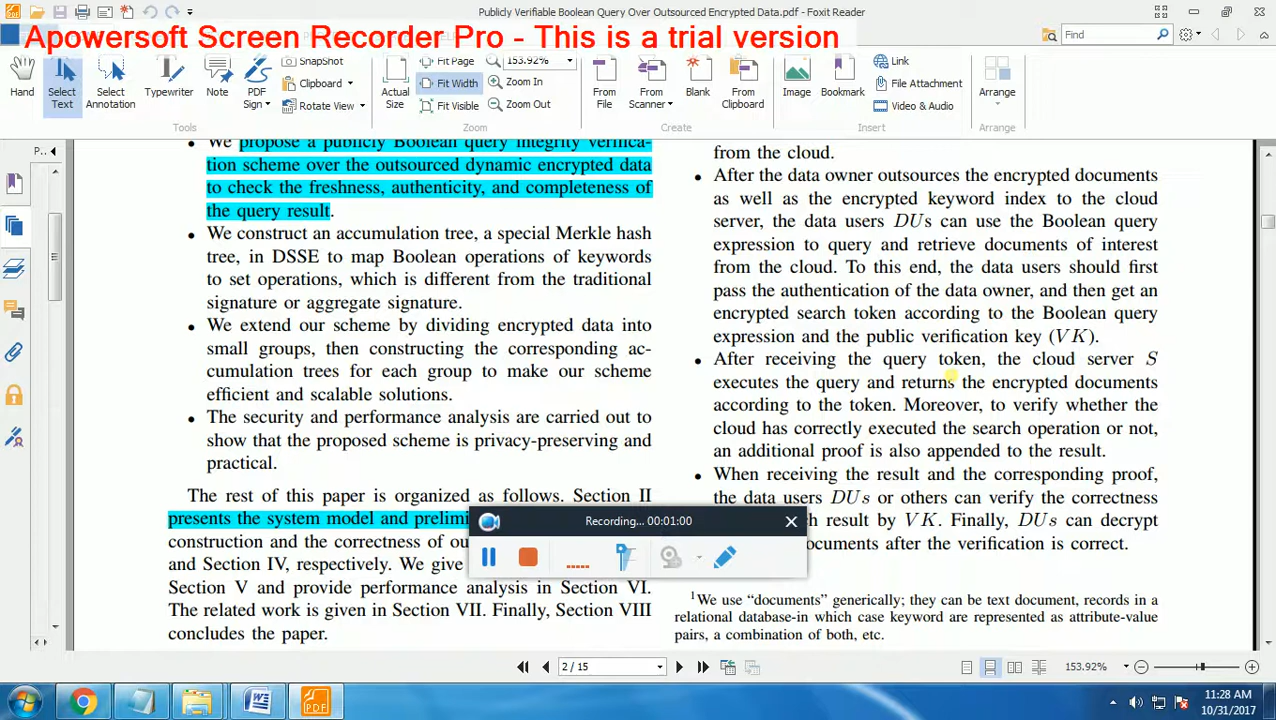 Publicly Verifiable Boolean Query Over Outsourced Encrypted Data.pdf - Foxit Reader
Apowersoft Screen Recorder Pro - This is a trial version
Find
Hand
Select Text
Select Annotation
Typewriter
Note
PDF Sign
SnapShot
Clipboard
Rotate View
Tools
Actual Size
Fit Page
Fit Width
Fit Visible
153.92%
Zoom In
Zoom Out
Zoom
From File
From Scanner
Blank
From Clipboard
Create
Image
Bookmark
Link
File Attachment
Video & Audio
Insert
Arrange
Arrange
P..
• We propose a publicly Boolean query integrity verifica-
tion scheme over the outsourced dynamic encrypted data
to check the freshness, authenticity, and completeness of
the query result.
• We construct an accumulation tree, a special Merkle hash
tree, in DSSE to map Boolean operations of keywords
to set operations, which is different from the traditional
signature or aggregate signature.
• We extend our scheme by dividing encrypted data into
small groups, then constructing the corresponding ac-
cumulation trees for each group to make our scheme
efficient and scalable solutions.
• The security and performance analysis are carried out to
show that the proposed scheme is privacy-preserving and
practical.
The rest of this paper is organized as follows. Section II
presents the system model and prelimi
construction and the correctness of ou
and Section IV, respectively. We give
Section V and provide performance analysis in Section VI.
The related work is given in Section VII. Finally, Section VIII
concludes the paper.
from the cloud.
• After the data owner outsources the encrypted documents
as well as the encrypted keyword index to the cloud
server, the data users DUs can use the Boolean query
expression to query and retrieve documents of interest
from the cloud. To this end, the data users should first
pass the authentication of the data owner, and then get an
encrypted search token according to the Boolean query
expression and the public verification key (VK).
• After receiving the query token, the cloud server S
executes the query and returns the encrypted documents
according to the token. Moreover, to verify whether the
cloud has correctly executed the search operation or not,
an additional proof is also appended to the result.
• When receiving the result and the corresponding proof,
the data users DUs or others can verify the correctness
h result by VK. Finally, DUs can decrypt
ocuments after the verification is correct.
1We use “documents” generically; they can be text document, records in a
relational database-in which case keyword are represented as attribute-value
pairs, a combination of both, etc.
Recording... 00:01:00
2 / 15
153.92%
11:28 AM
10/31/2017